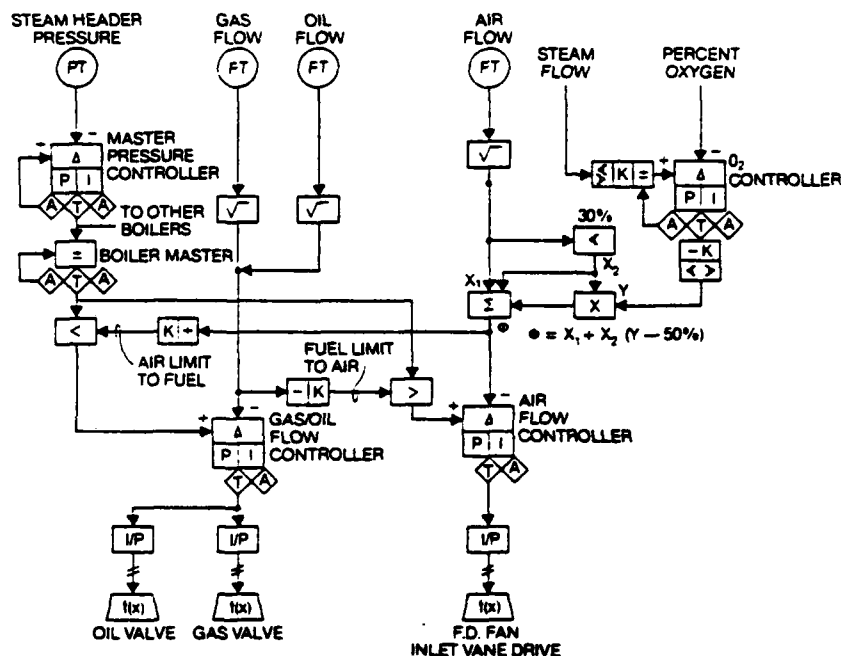 STEAM HEADER
PRESSURE
GAS
FLOW
OIL
FLOW
AIR
FLOW
STEAM
FLOW
PERCENT
OXYGEN
PT
FT
FT
FT
+
−
Δ
P I
A T A
MASTER
PRESSURE
CONTROLLER
TO OTHER
BOILERS
±
BOILER MASTER
A T A
√
√
√
30%
<
X₂
< > K ±
+
−
Δ
P I
A T A
O₂
CONTROLLER
−K
< >
X₁
Σ
X
Y
⊕
⊕ = X₁ + X₂ (Y − 50%)
<
K +
AIR LIMIT
TO FUEL
FUEL LIMIT
TO AIR
− K
>
+
−
Δ
P I
T A
GAS/OIL
FLOW
CONTROLLER
+
−
Δ
P I
T A
AIR
FLOW
CONTROLLER
I/P
I/P
I/P
f(x)
f(x)
f(x)
OIL VALVE
GAS VALVE
F.D. FAN
INLET VANE DRIVE